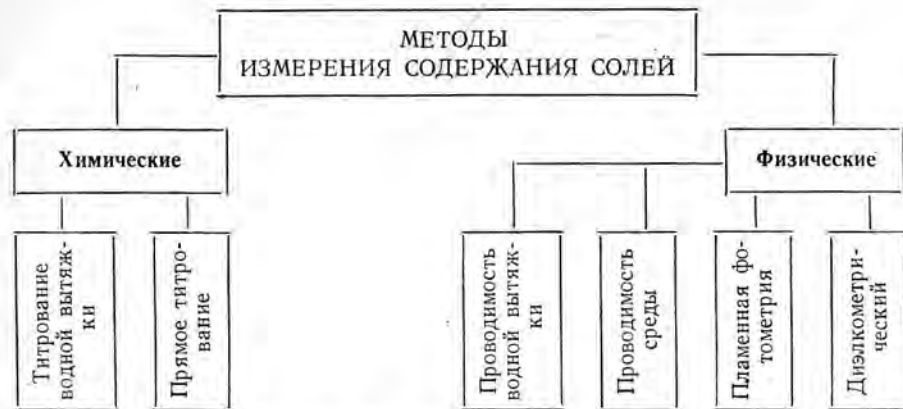 МЕТОДЫ
ИЗМЕРЕНИЯ СОДЕРЖАНИЯ СОЛЕЙ
Химические
Физические
Титрование
водной вытяж-
ки
Прямое титро-
вание
Проводимость
водной вытяж-
ки
Проводимость
среды
Пламенная фо-
тометрия
Диэлкометри-
ческий